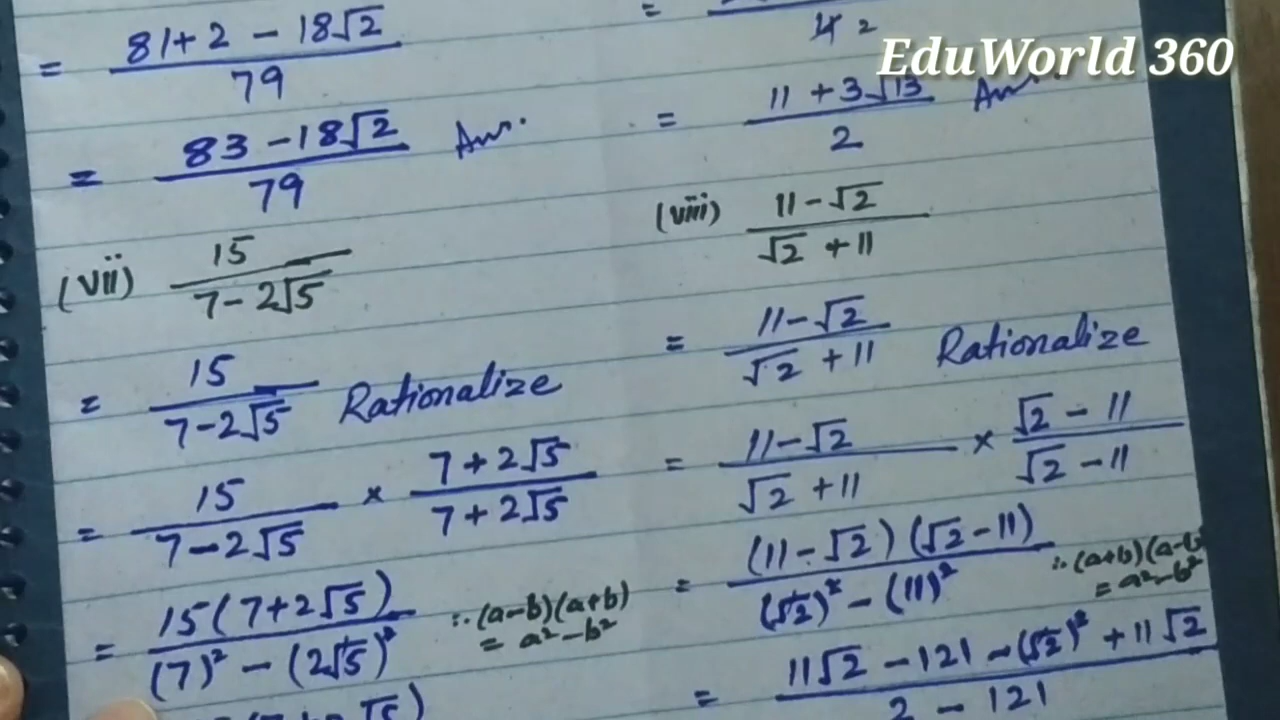 EduWorld 360
= 81+2 - 18√2 / 79
= 83 - 18√2 / 79 Ans.
(vii) 15 / 7 - 2√5
= 15 / 7 - 2√5 Rationalize
= 15 / 7 - 2√5 × 7 + 2√5 / 7 + 2√5
= 15(7+2√5) / (7)² - (2√5)² ∵ (a-b)(a+b) = a² - b²
= 11 + 3√13 / 2 Ans.
(viii) 11 - √2 / √2 + 11
= 11 - √2 / √2 + 11 Rationalize
= 11 - √2 / √2 + 11 × √2 - 11 / √2 - 11
= (11 - √2)(√2 - 11) / (√2)² - (11)² ∵ (a+b)(a-b = a² - b²
= 11√2 - 121 - (√2)² + 11√2 / 2 - 121